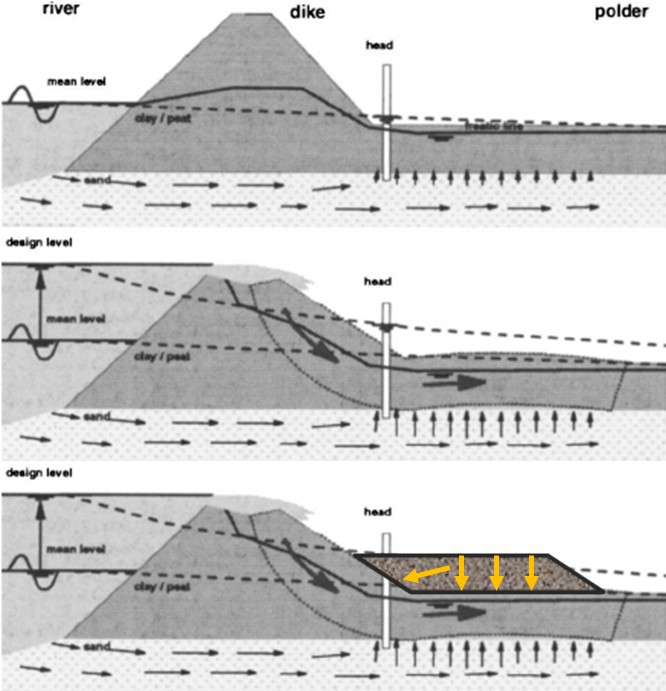 river
dike
polder
head
mean level
clay / peat
freatic line
sand
design level
head
mean level
clay / peat
sand
design level
head
mean level
clay / peat
sand